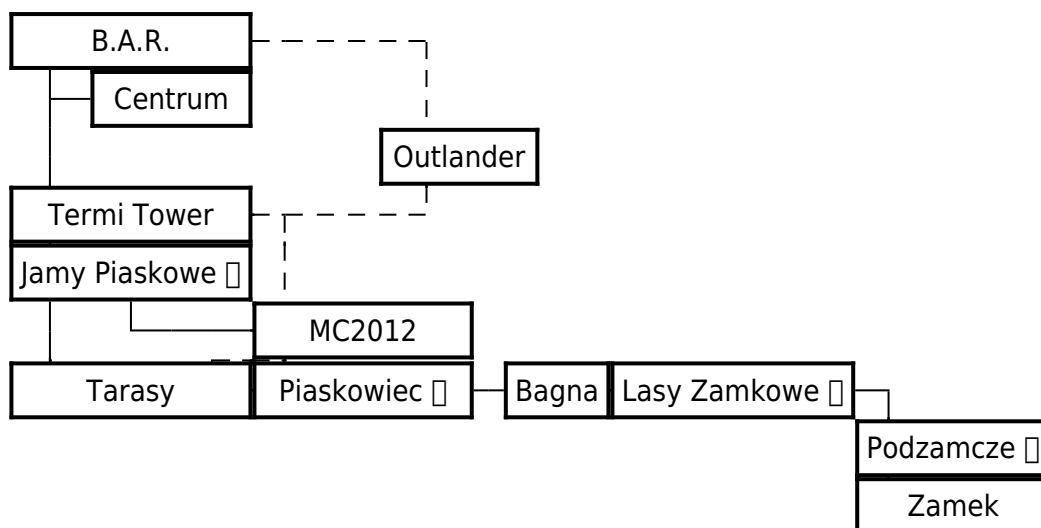 B.A.R.
Centrum
Outlander
Termi Tower
Jamy Piaskowe
MC2012
Tarasy
Piaskowiec
Bagna
Lasy Zamkowe
Podzamcze
Zamek